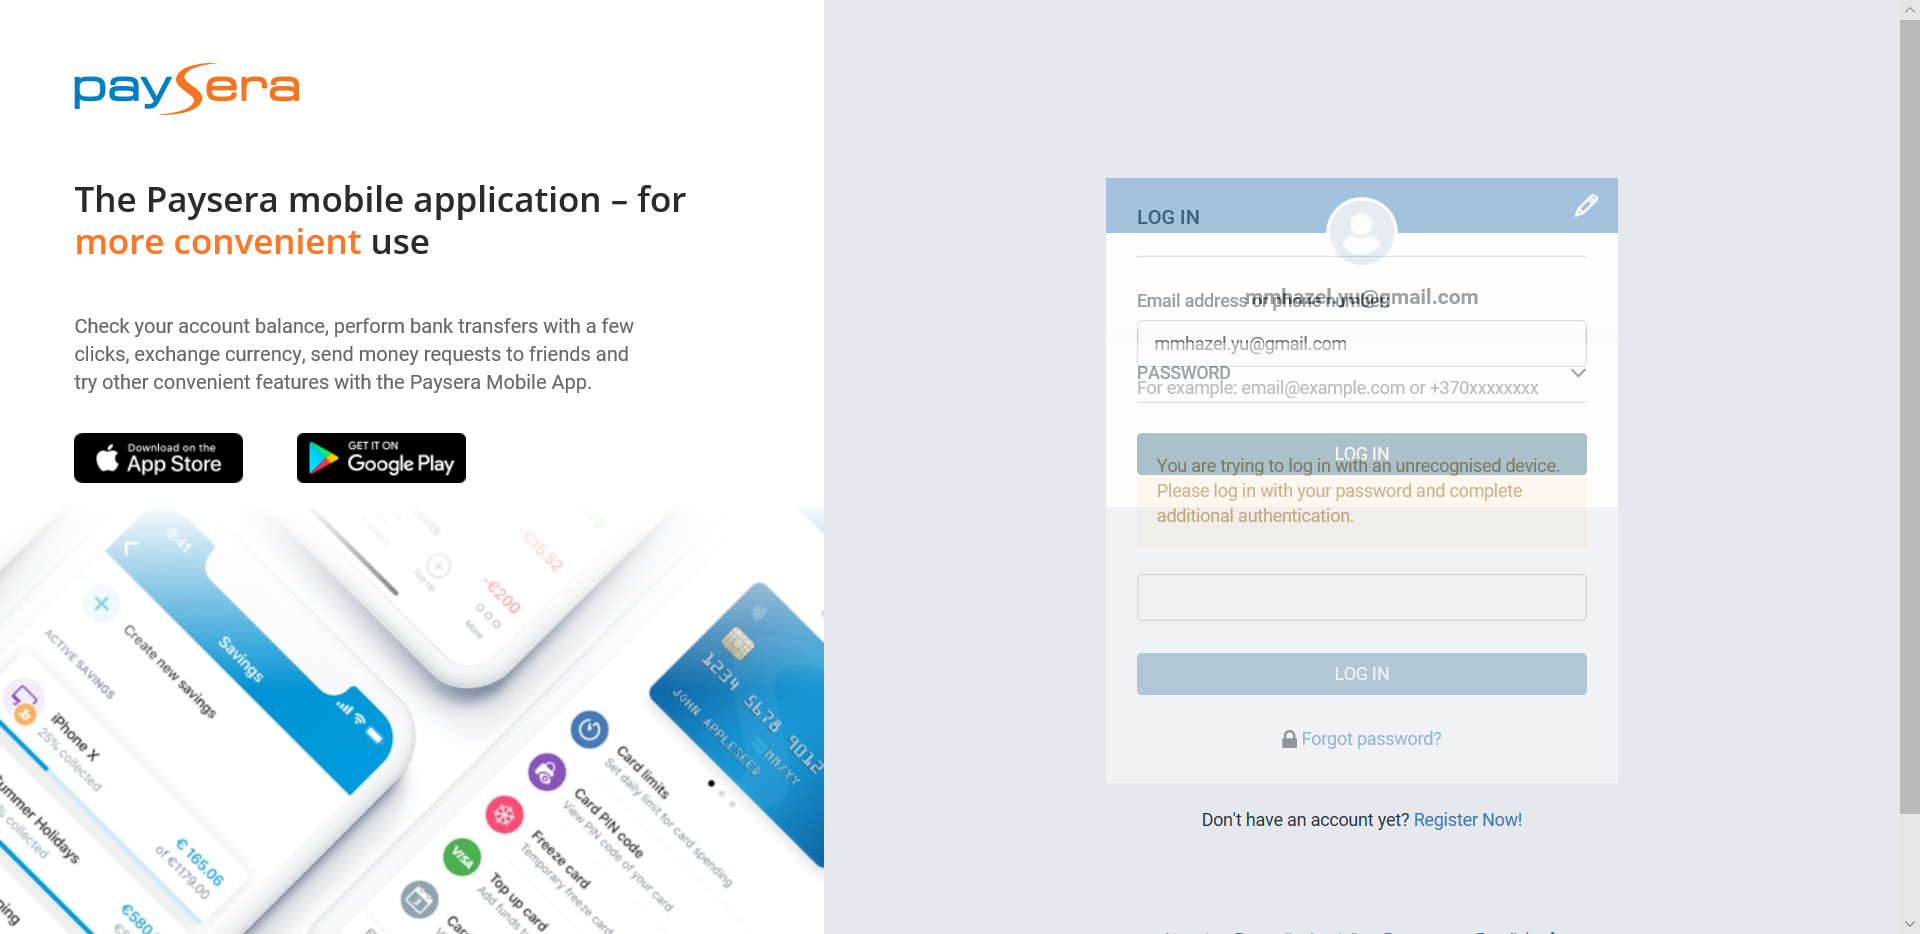 paysera
The Paysera mobile application – for
more convenient use
Check your account balance, perform bank transfers with a few
clicks, exchange currency, send money requests to friends and
try other convenient features with the Paysera Mobile App.
Download on the
App Store
GET IT ON
Google Play
9:41
Savings
Create new savings
ACTIVE SAVINGS
iPhone X
25% collected
€ 165.06
of €1179.00
ummer Holidays
% collected
€580.
-€15.52
-€200
Top up
More
1234 5678 9012
JOHN APPLESEED
MM/YY
Card limits
Set daily limit for card spending
Card PIN code
View PIN code of your card
Freeze card
Temporary freeze card
VISA
Top up card
Add funds t
LOG IN
mmhazel.yu@gmail.com
Email address or phone number:
mmhazel.yu@gmail.com
PASSWORD
For example: email@example.com or +370xxxxxxxx
LOG IN
You are trying to log in with an unrecognised device.
Please log in with your password and complete
additional authentication.
LOG IN
Forgot password?
Don't have an account yet? Register Now!